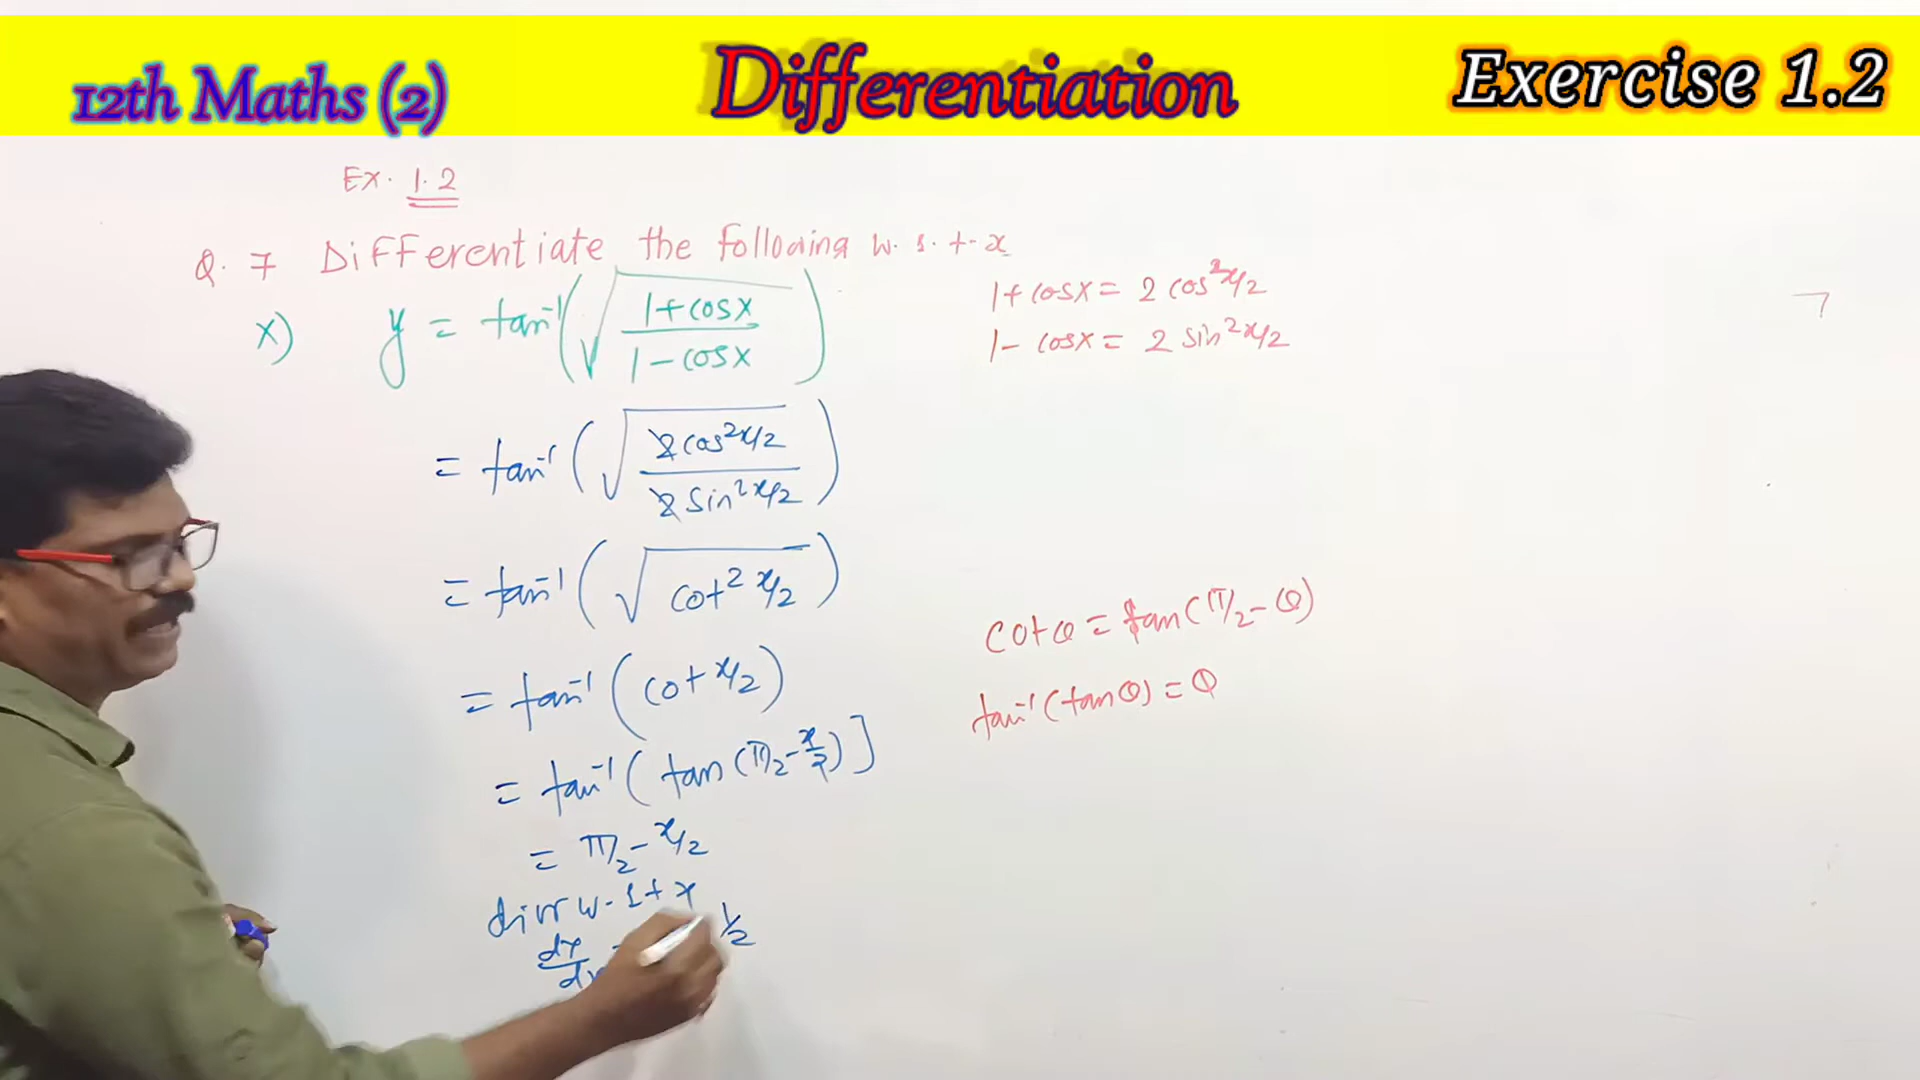 12th Maths (2) Differentiation Exercise 1.2
Ex. 1.2
Q. 7 Differentiate the following w. r. t. x
x) y = tan⁻¹(√((1+cosx)/(1-cosx)))
1+cosx = 2 cos²x/2
1- cosx = 2 sin²x/2
= tan⁻¹(√(2cos²x/2 / 2sin²x/2))
= tan⁻¹(√(cot² x/2))
= tan⁻¹(cot x/2)
cotθ = tan(π/2 - θ)
tan⁻¹(tanθ) = θ
= tan⁻¹(tan(π/2 - x/2)]
= π/2 - x/2
diff w. r t x
dy/dx 1/2